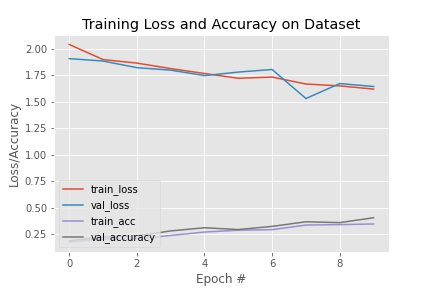 Training Loss and Accuracy on Dataset
2.00
1.75
1.50
1.25
1.00
0.75
0.50
0.25
Loss/Accuracy
train_loss
val_loss
train_acc
val_accuracy
0 2 4 6 8
Epoch #